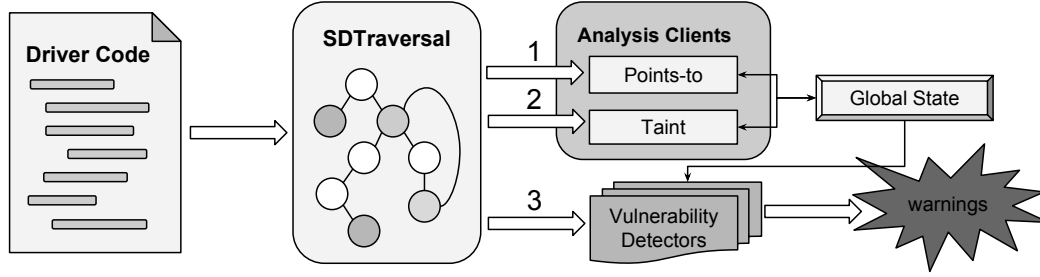 Driver Code
SDTraversal
1
2
3
Analysis Clients
Points-to
Taint
Global State
Vulnerability
Detectors
warnings